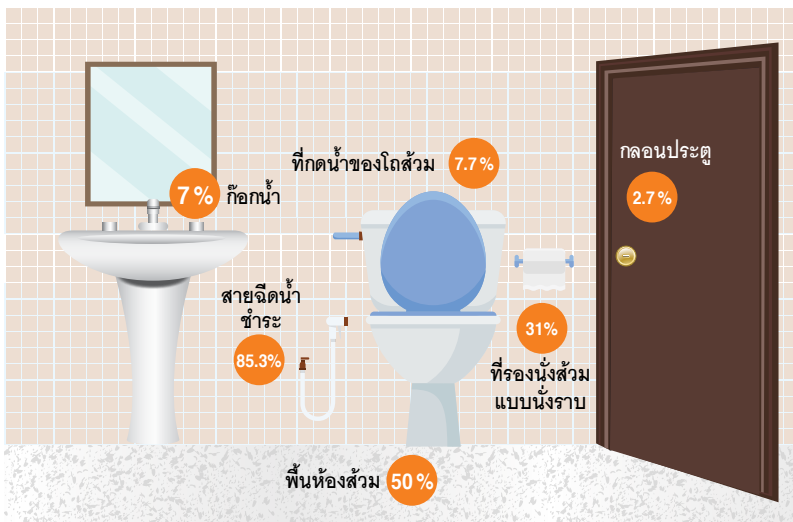 ที่กดน้ำของโถส้วม 7.7%
กลอนประตู
2.7%
7% ก๊อกน้ำ
สายฉีดน้ำ
ชำระ
85.3%
31%
ที่รองนั่งส้วม
แบบนั่งราบ
พื้นห้องส้วม 50%